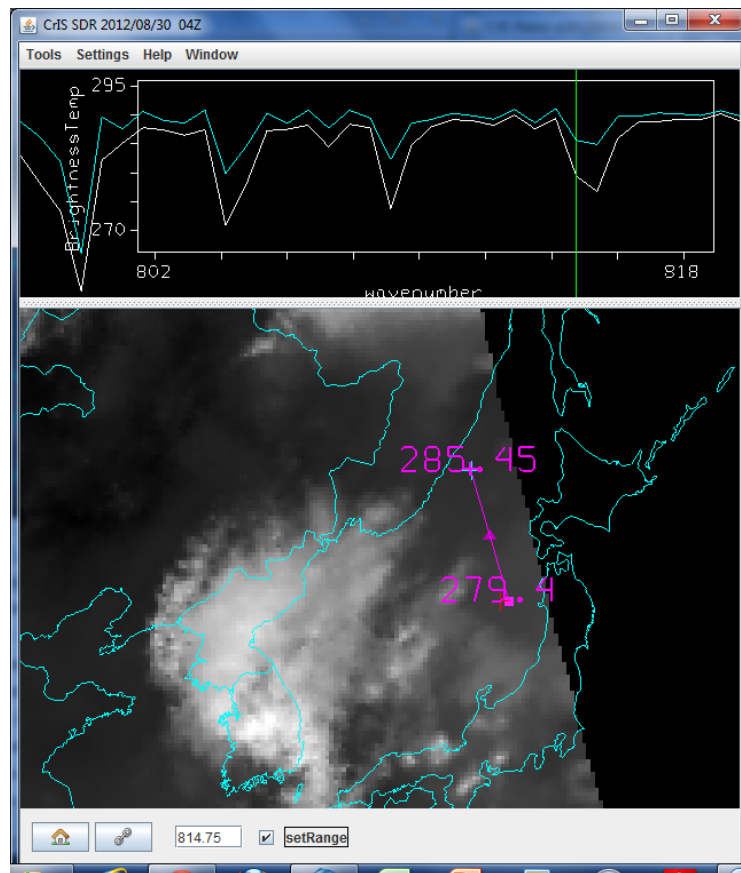 CrIS SDR 2012/08/30 04Z
Tools Settings Help Window
295
BrightnessTemp
270
802
818
wavenumber
285.45
279.4
814.75
setRange